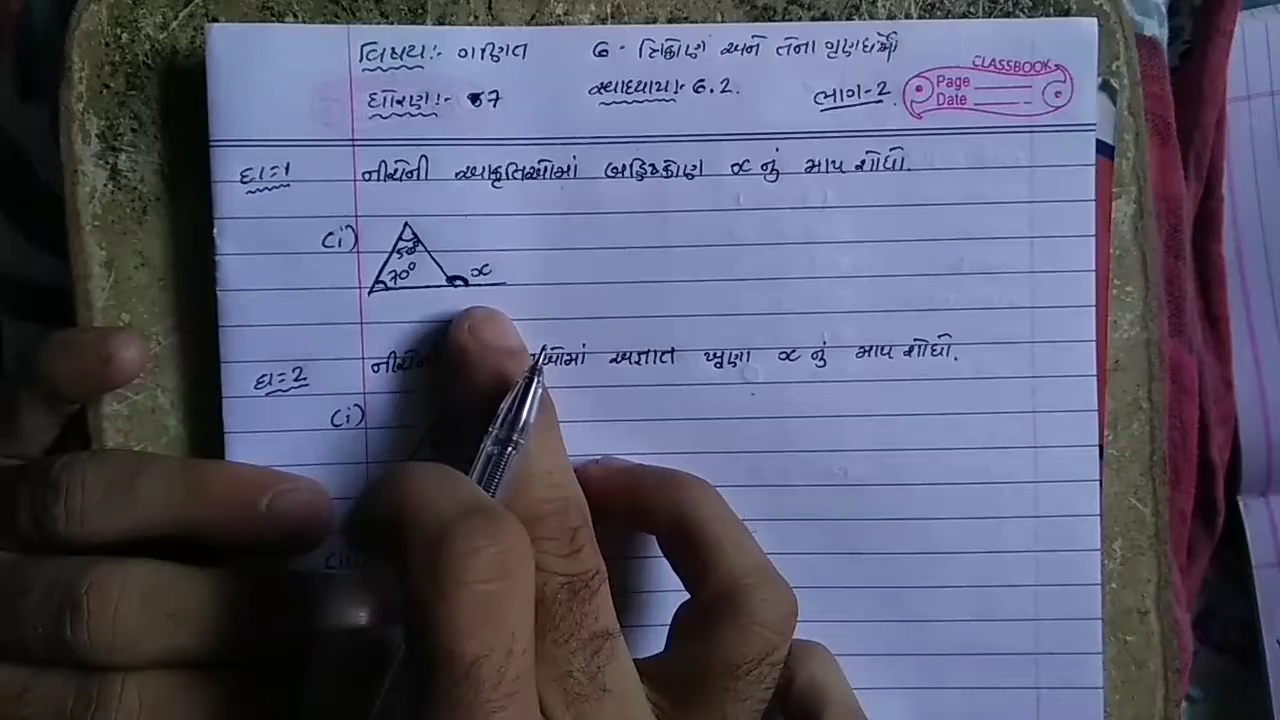 વિષય:- ગણિત
6. ત્રિકોણ અને તેના ગુણધર્મો
CLASSBOOK
Page
Date
ધોરણ:- 7
સ્વાધ્યાય:- 6.2.
ભાગ-2
દા=1 નીચેની આકૃતિઓમાં બહિષ્કોણ x નું માપ શોધો.
(i)
50°
70° x
દા=2 અજ્ઞાત ખૂણા x નું માપ શોધો.
(i)